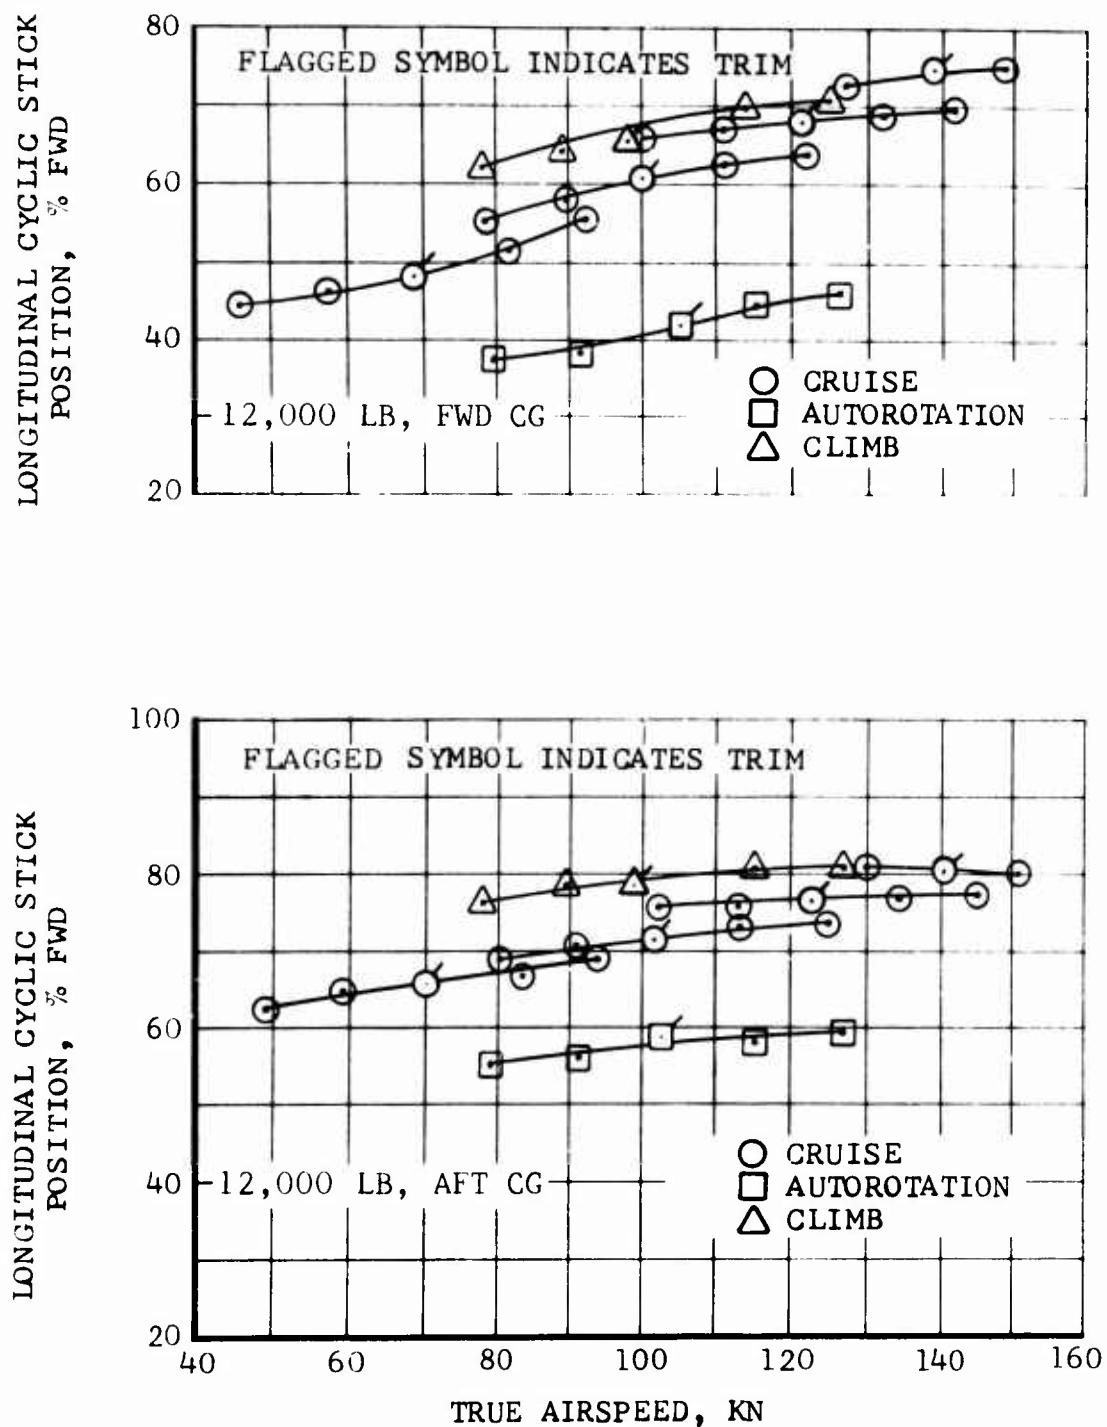 LONGITUDINAL CYCLIC STICK
POSITION, % FWD
80
60
40
20
FLAGGED SYMBOL INDICATES TRIM
CRUISE
12,000 LB, FWD CG
AUTOROTATION
CLIMB
LONGITUDINAL CYCLIC STICK
POSITION, % FWD
100
80
60
40
20
FLAGGED SYMBOL INDICATES TRIM
CRUISE
12,000 LB, AFT CG
AUTOROTATION
CLIMB
40 60 80 100 120 140 160
TRUE AIRSPEED, KN